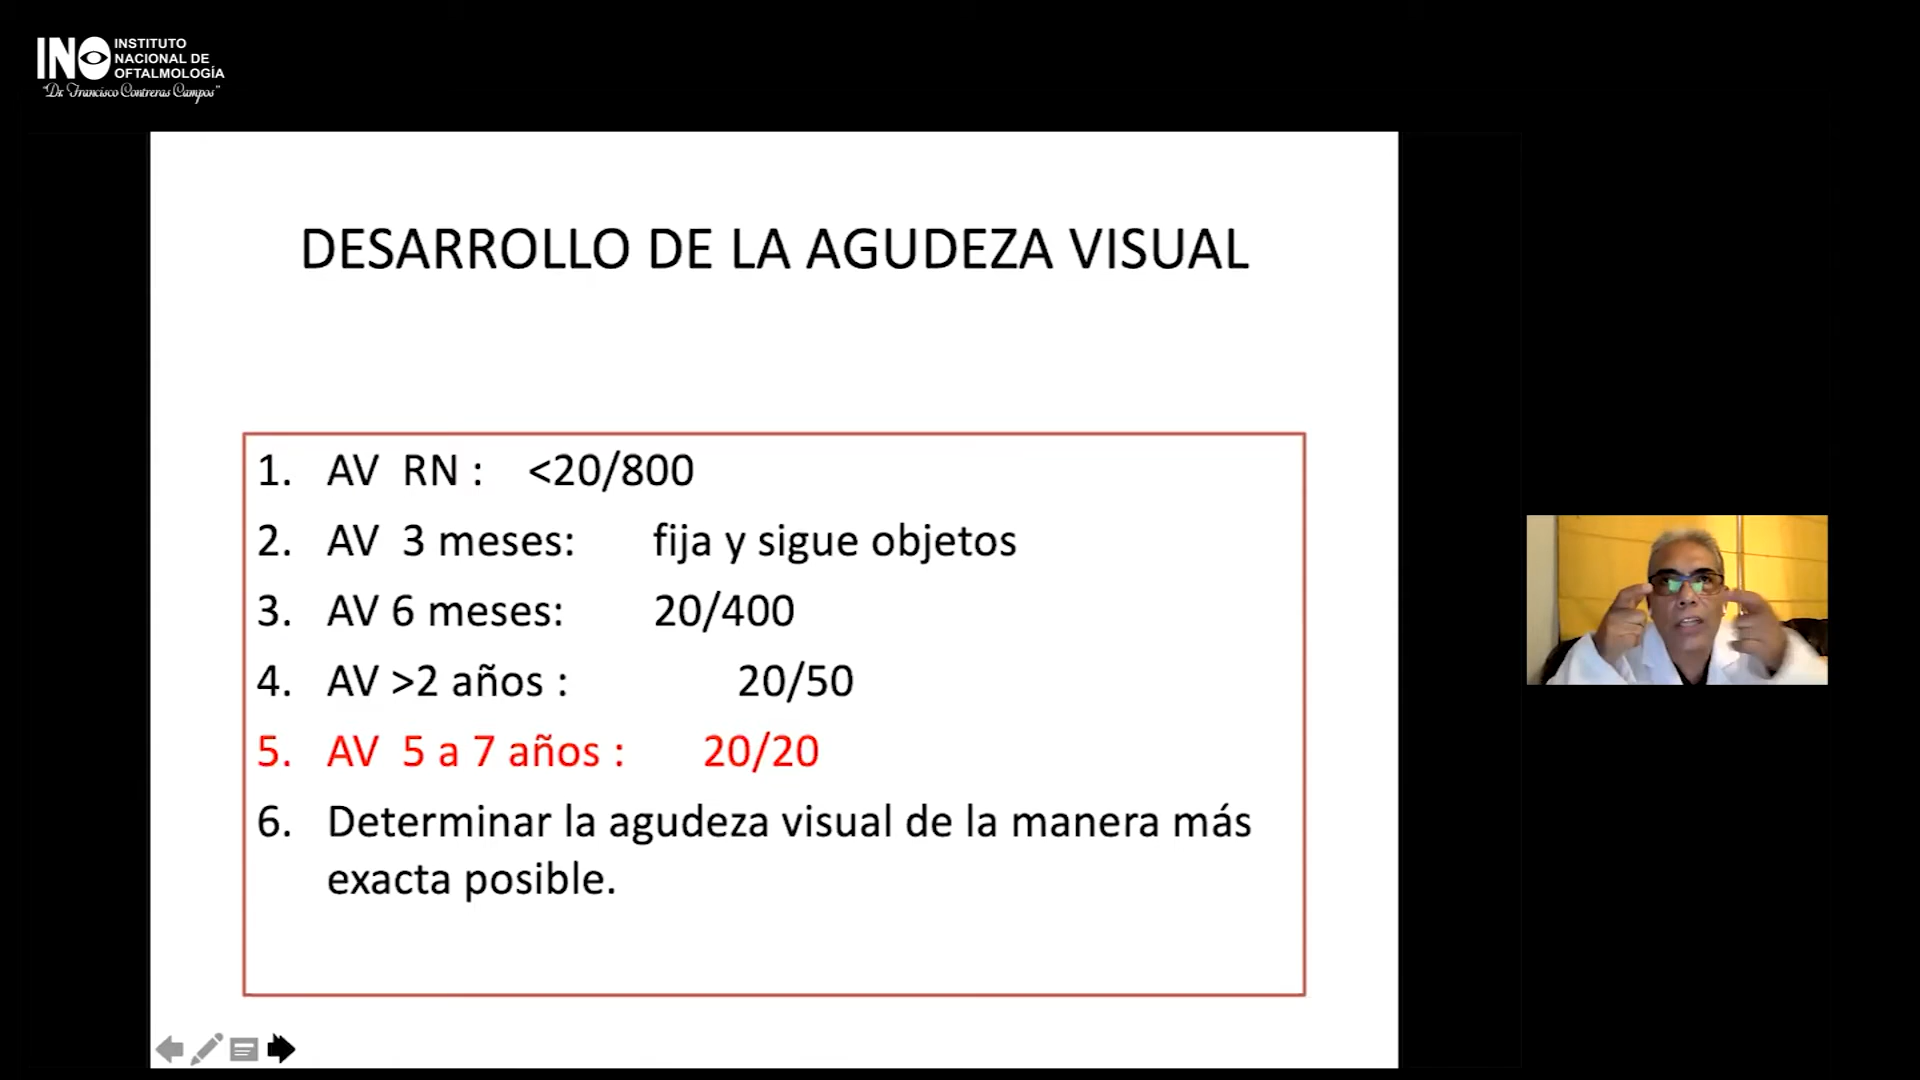 INO INSTITUTO
NACIONAL DE
OFTALMOLOGÍA
"Dr. Francisco Contreras Campos"
DESARROLLO DE LA AGUDEZA VISUAL
1. AV RN : <20/800
2. AV 3 meses: fija y sigue objetos
3. AV 6 meses: 20/400
4. AV >2 años : 20/50
5. AV 5 a 7 años : 20/20
6. Determinar la agudeza visual de la manera más
exacta posible.